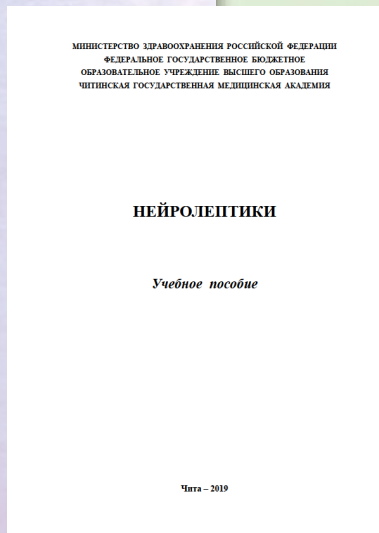 МИНИСТЕРСТВО ЗДРАВООХРАНЕНИЯ РОССИЙСКОЙ ФЕДЕРАЦИИ
ФЕДЕРАЛЬНОЕ ГОСУДАРСТВЕННОЕ БЮДЖЕТНОЕ
ОБРАЗОВАТЕЛЬНОЕ УЧРЕЖДЕНИЕ ВЫСШЕГО ОБРАЗОВАНИЯ
ЧИТИНСКАЯ ГОСУДАРСТВЕННАЯ МЕДИЦИНСКАЯ АКАДЕМИЯ
НЕЙРОЛЕПТИКИ
Учебное пособие
Чита – 2019